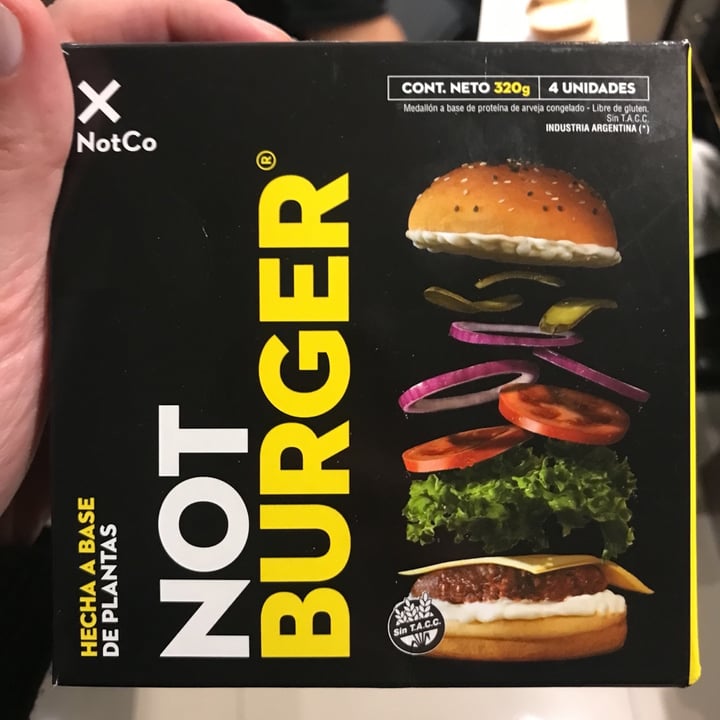 NotCo
CONT. NETO 320g 4 UNIDADES
Medallón a base de proteína de arveja congelado - Libre de gluten.
Sin T.A.C.C.
INDUSTRIA ARGENTINA (*)
NOT
BURGER®
HECHA A BASE
DE PLANTAS
Sin T.A.C.C.